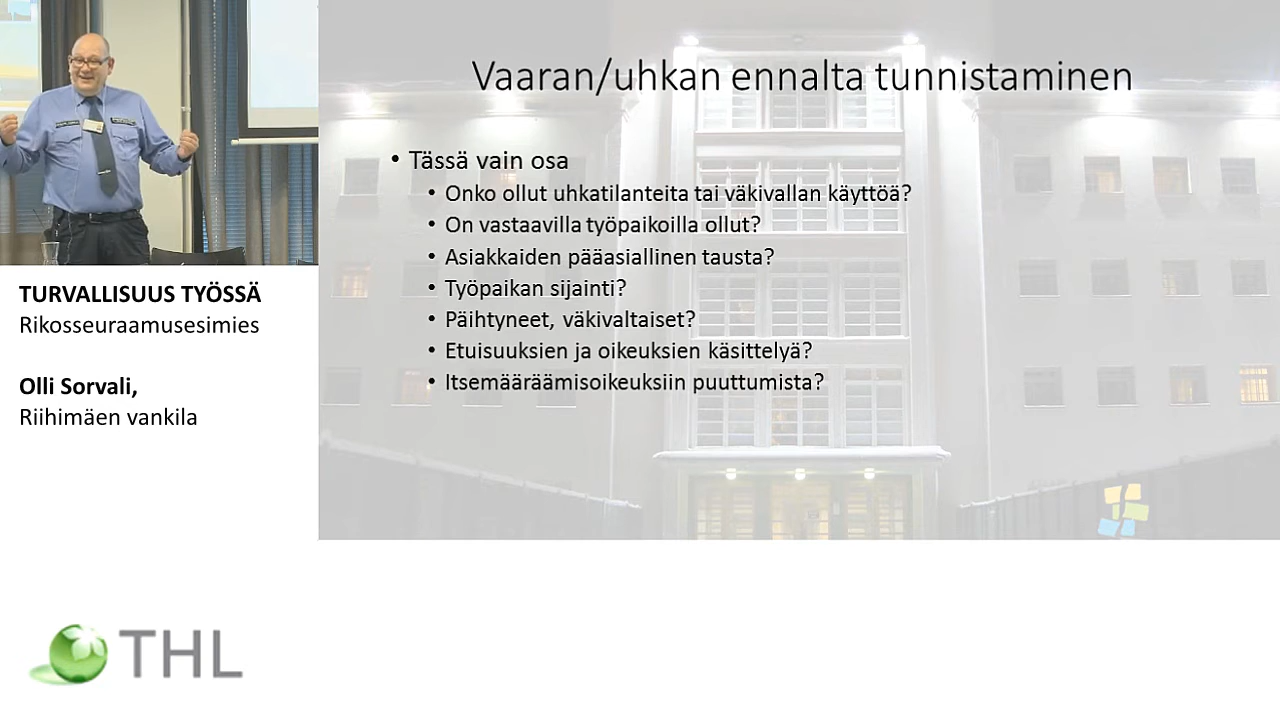 TURVALLISUUS TYÖSSÄ
Rikosseuraamusesimies
Olli Sorvali,
Riihimäen vankila
THL
Vaaran/uhkan ennalta tunnistaminen
• Tässä vain osa
• Onko ollut uhkatilanteita tai väkivallan käyttöä?
• On vastaavilla työpaikoilla ollut?
• Asiakkaiden pääasiallinen tausta?
• Työpaikan sijainti?
• Päihtyneet, väkivaltaiset?
• Etuisuuksien ja oikeuksien käsittelyä?
• Itsemääräämisoikeuksiin puuttumista?